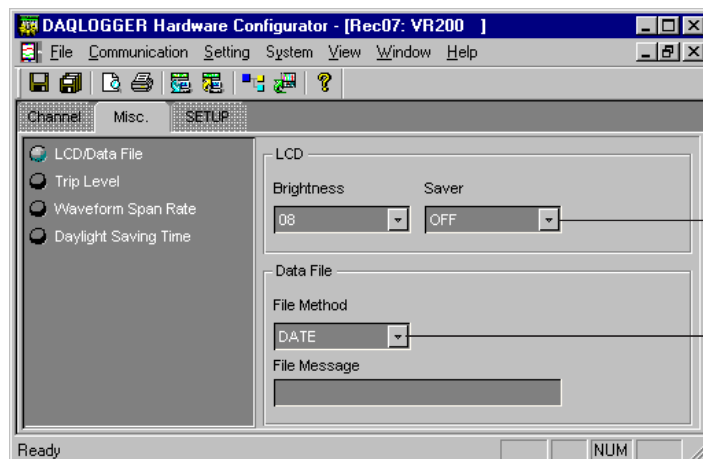 DAQLOGGER Hardware Configurator - [Rec07: VR200 ]
File Communication Setting System View Window Help
Channel Misc. SETUP
LCD/Data File
Trip Level
Waveform Span Rate
Daylight Saving Time
LCD
Brightness Saver
08 OFF
Data File
File Method
DATE
File Message
Ready NUM